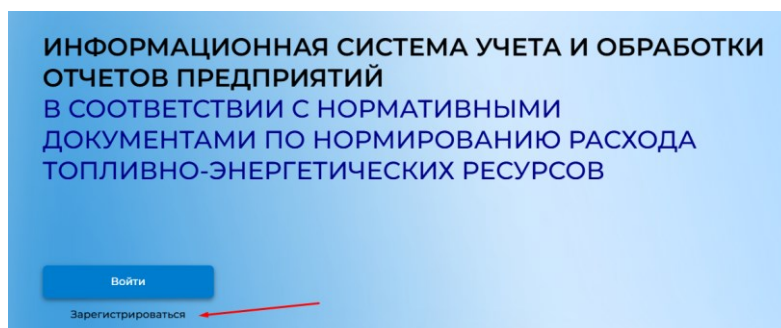 ИНФОРМАЦИОННАЯ СИСТЕМА УЧЕТА И ОБРАБОТКИ
ОТЧЕТОВ ПРЕДПРИЯТИЙ
В СООТВЕТСТВИИ С НОРМАТИВНЫМИ
ДОКУМЕНТАМИ ПО НОРМИРОВАНИЮ РАСХОДА
ТОПЛИВНО-ЭНЕРГЕТИЧЕСКИХ РЕСУРСОВ
Войти
Зарегистрироваться